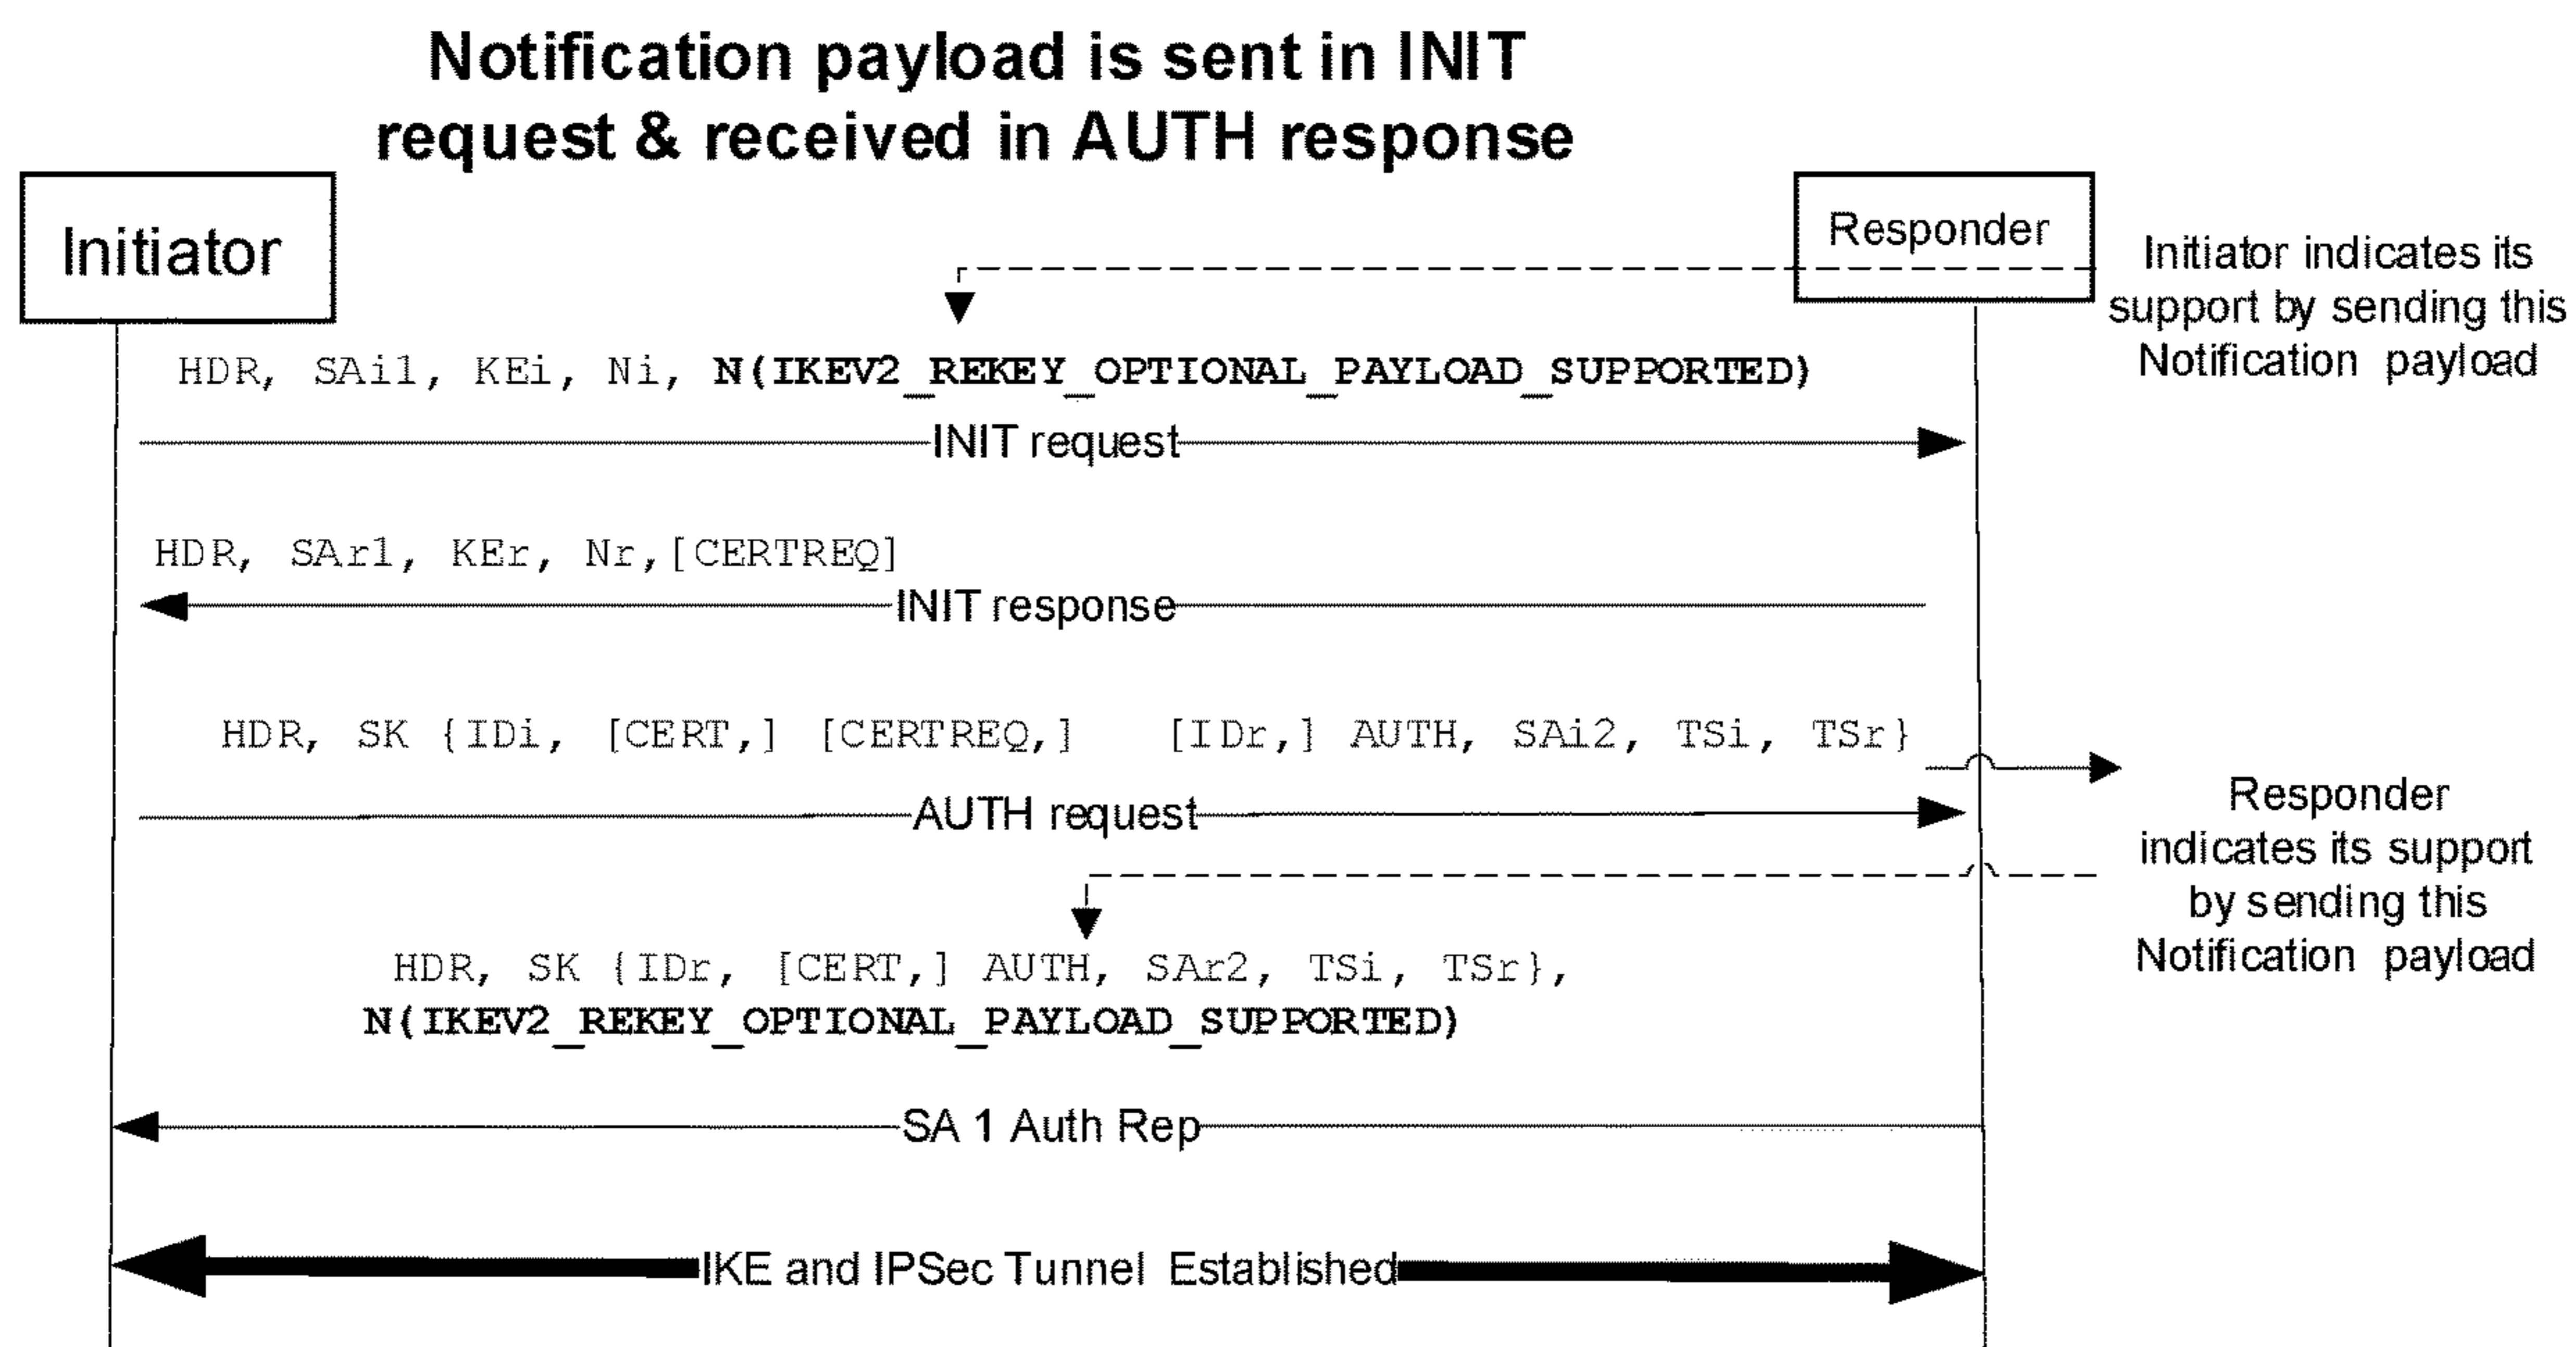 Notification payload is sent in INIT
request & received in AUTH response
Initiator
Responder
Initiator indicates its
support by sending this
Notification payload
HDR, SAi1, KEi, Ni, N(IKEV2_REKEY_OPTIONAL_PAYLOAD_SUPPORTED)
INIT request
HDR, SAr1, KEr, Nr,[CERTREQ]
INIT response
HDR, SK {IDi, [CERT,] [CERTREQ,] [IDr,] AUTH, SAi2, TSi, TSr}
AUTH request
Responder
indicates its support
by sending this
Notification payload
HDR, SK {IDr, [CERT,] AUTH, SAr2, TSi, TSr},
N(IKEV2_REKEY_OPTIONAL_PAYLOAD_SUPPORTED)
SA 1 Auth Rep
IKE and IPSec Tunnel Established